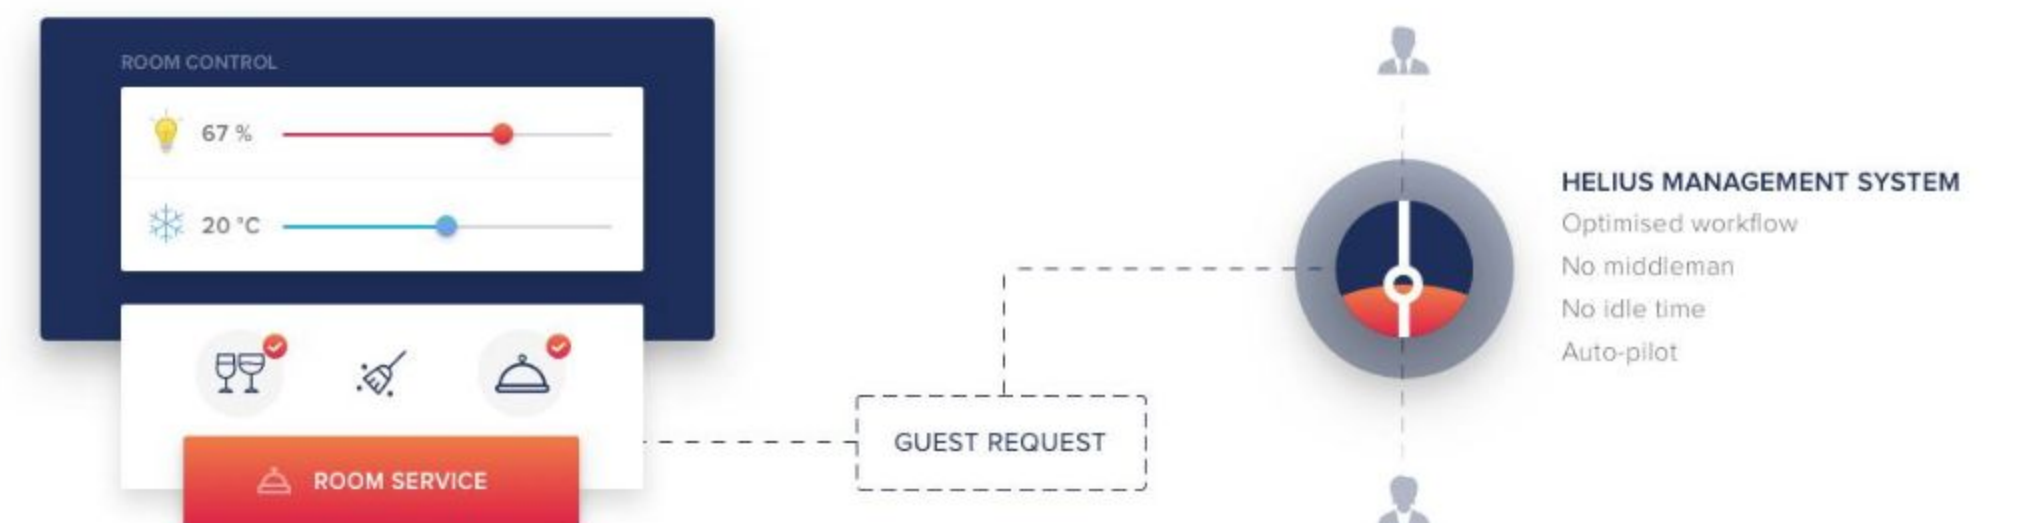 ROOM CONTROL
67 %
20 °C
ROOM SERVICE
GUEST REQUEST
HELIUS MANAGEMENT SYSTEM
Optimised workflow
No middleman
No idle time
Auto-pilot